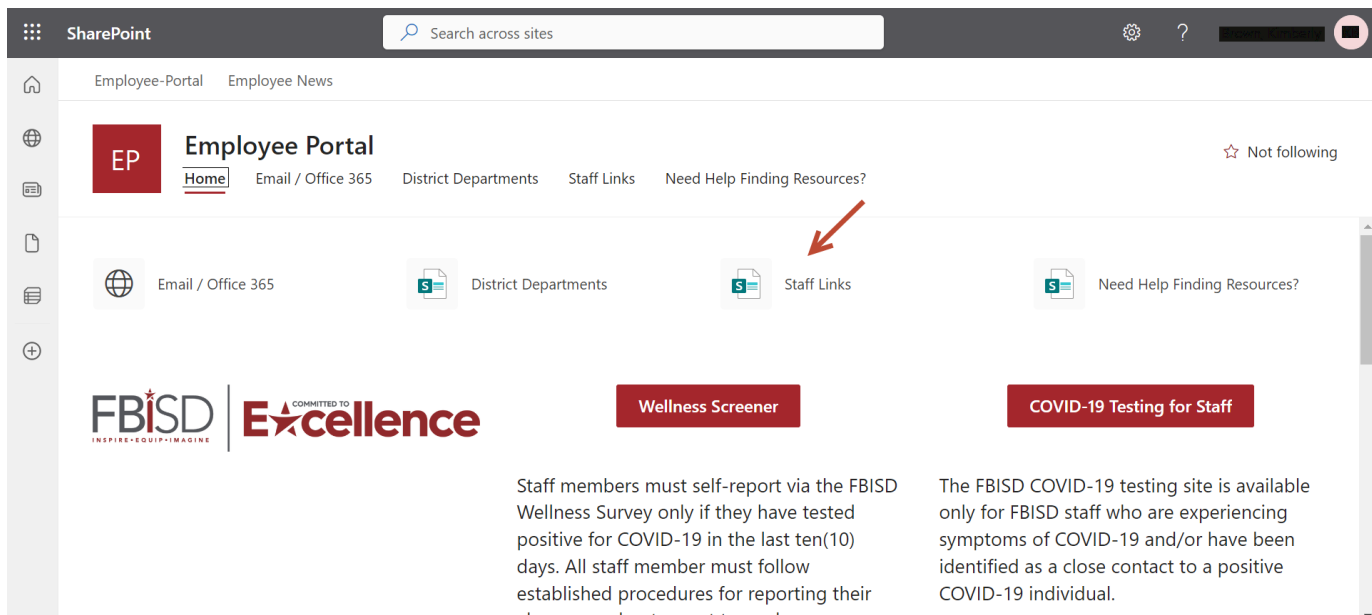 SharePoint
Search across sites
?
Employee-Portal Employee News
EP
Employee Portal
Not following
Home Email / Office 365 District Departments Staff Links Need Help Finding Resources?
Email / Office 365 District Departments Staff Links Need Help Finding Resources?
FBISD
INSPIRE•EQUIP•IMAGINE
COMMITTED TO
Excellence
Wellness Screener
COVID-19 Testing for Staff
Staff members must self-report via the FBISD
Wellness Survey only if they have tested
positive for COVID-19 in the last ten(10)
days. All staff member must follow
established procedures for reporting their
The FBISD COVID-19 testing site is available
only for FBISD staff who are experiencing
symptoms of COVID-19 and/or have been
identified as a close contact to a positive
COVID-19 individual.